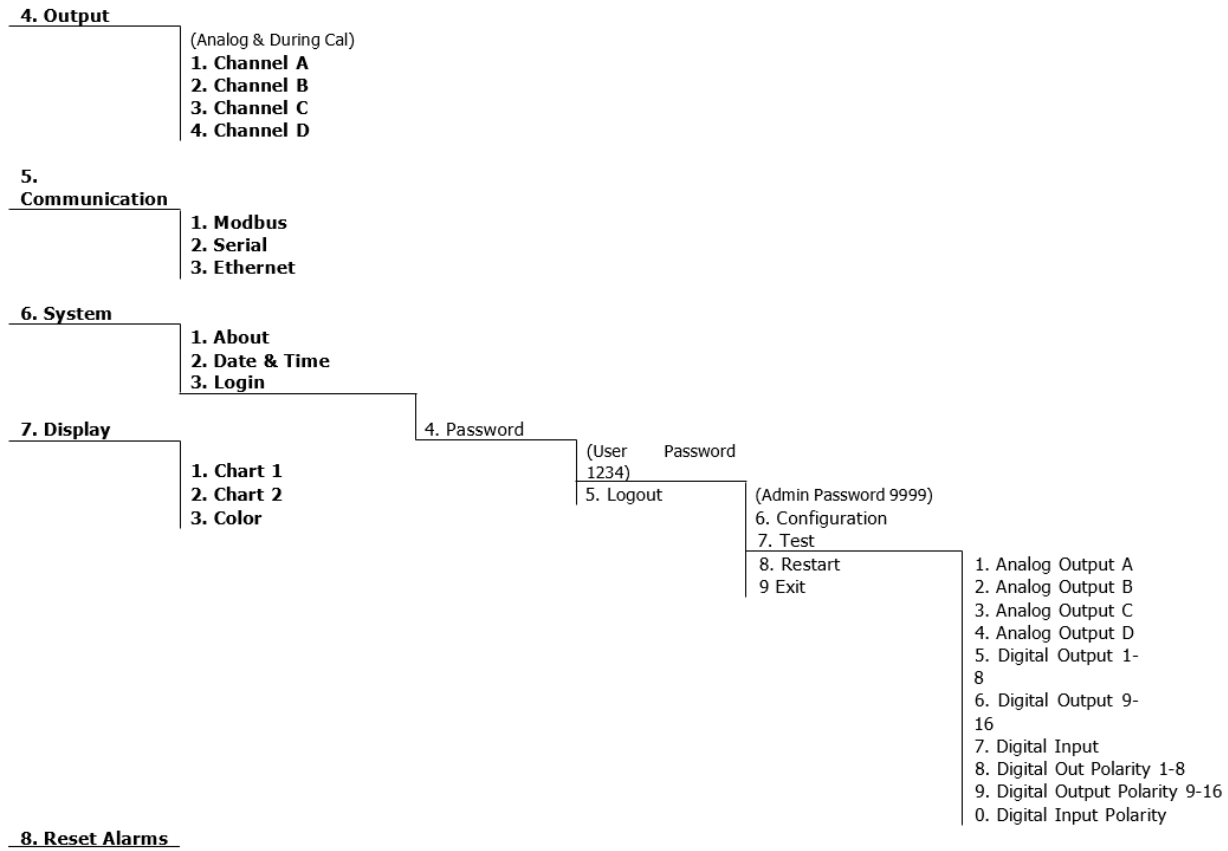 4. Output
(Analog & During Cal)
1. Channel A
2. Channel B
3. Channel C
4. Channel D
5.
Communication
1. Modbus
2. Serial
3. Ethernet
6. System
1. About
2. Date & Time
3. Login
4. Password
(User Password
1234)
5. Logout
(Admin Password 9999)
6. Configuration
7. Test
8. Restart
9 Exit
1. Analog Output A
2. Analog Output B
3. Analog Output C
4. Analog Output D
5. Digital Output 1-
8
6. Digital Output 9-
16
7. Digital Input
8. Digital Out Polarity 1-8
9. Digital Output Polarity 9-16
0. Digital Input Polarity
7. Display
1. Chart 1
2. Chart 2
3. Color
8. Reset Alarms